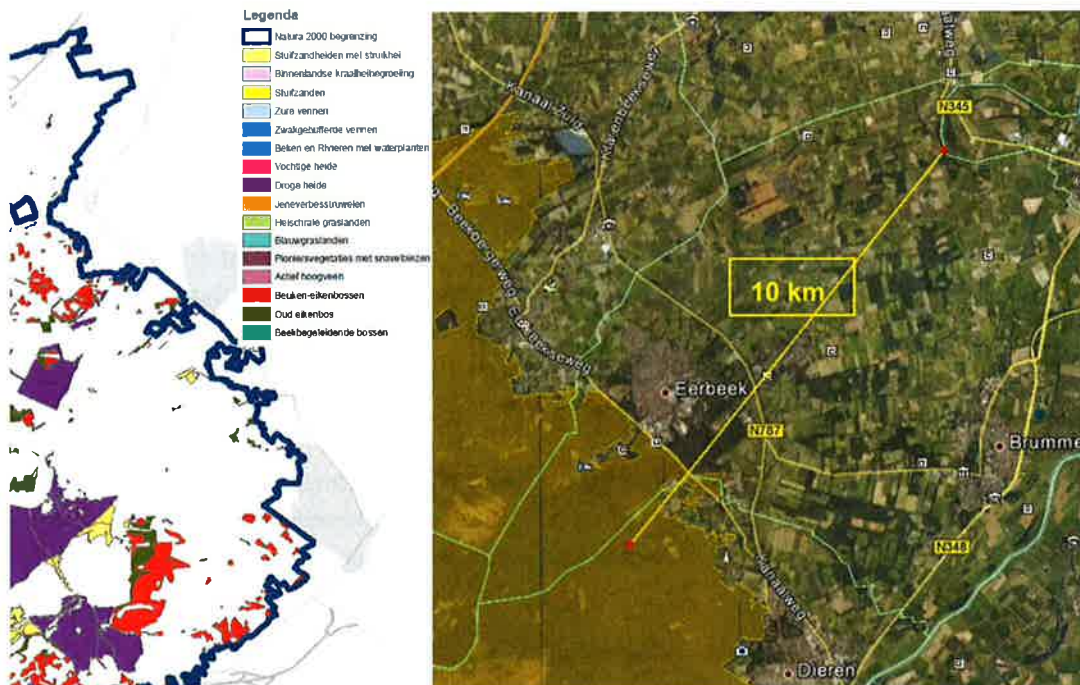 Legenda
Natura 2000 begrenzing
Stuifzandheiden met struikhei
Binnenlandse kraaiheibegroeiing
Stuifzanden
Zure vennen
Zwakgebufferde vennen
Beken en Rivieren met waterplanten
Vochtige heide
Droge heide
Jeneverbesstruwelen
Heischrale graslanden
Blauwgraslanden
Pioniersvegetaties met snavelbiezen
Actief hoogveen
Beuken-eikenbossen
Oud eikenbos
Beekbegeleidende bossen
Kanaal Zuid
Klarenbeekseweg
N345
10 km
Eerbeek
N787
Brumme
N348
Kanaalweg
Dieren